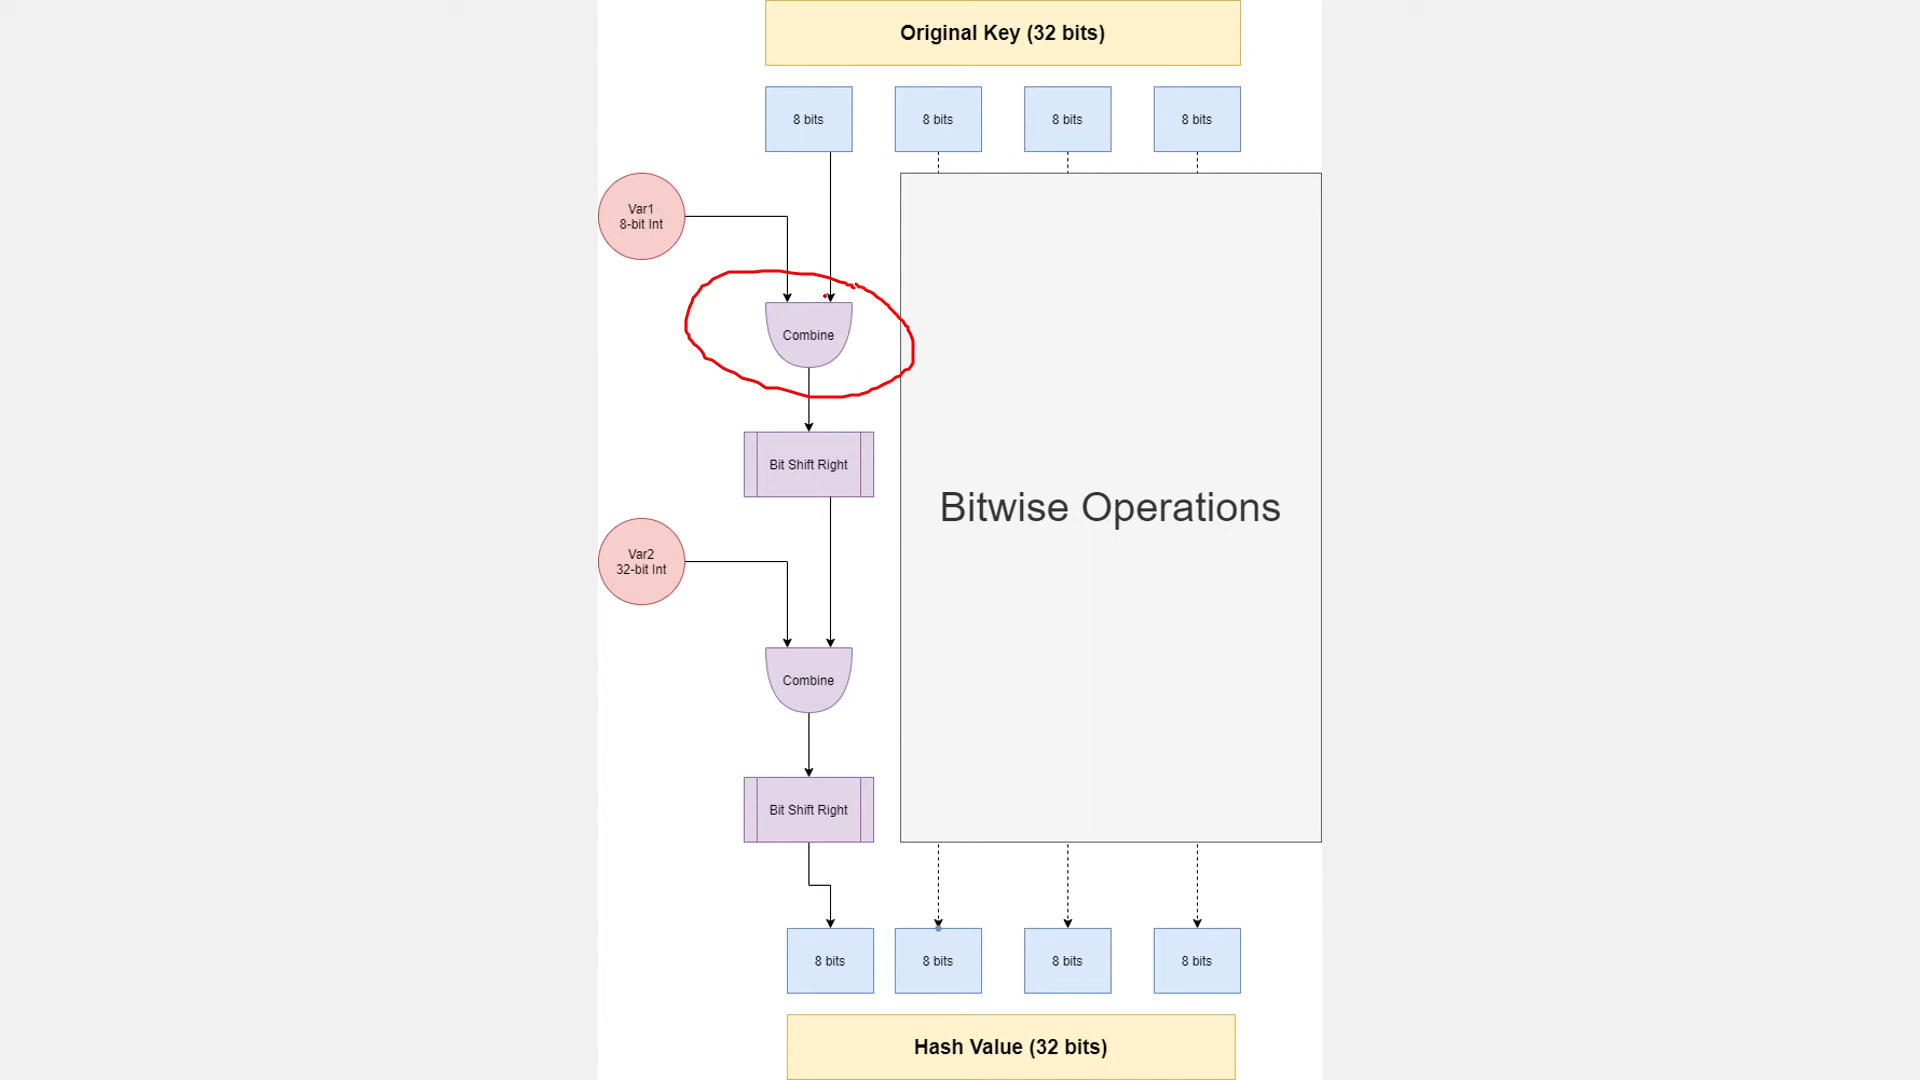 Original Key (32 bits)
8 bits
8 bits
8 bits
8 bits
Var1
8-bit Int
Combine
Bit Shift Right
Bitwise Operations
Var2
32-bit Int
Combine
Bit Shift Right
8 bits
8 bits
8 bits
8 bits
Hash Value (32 bits)